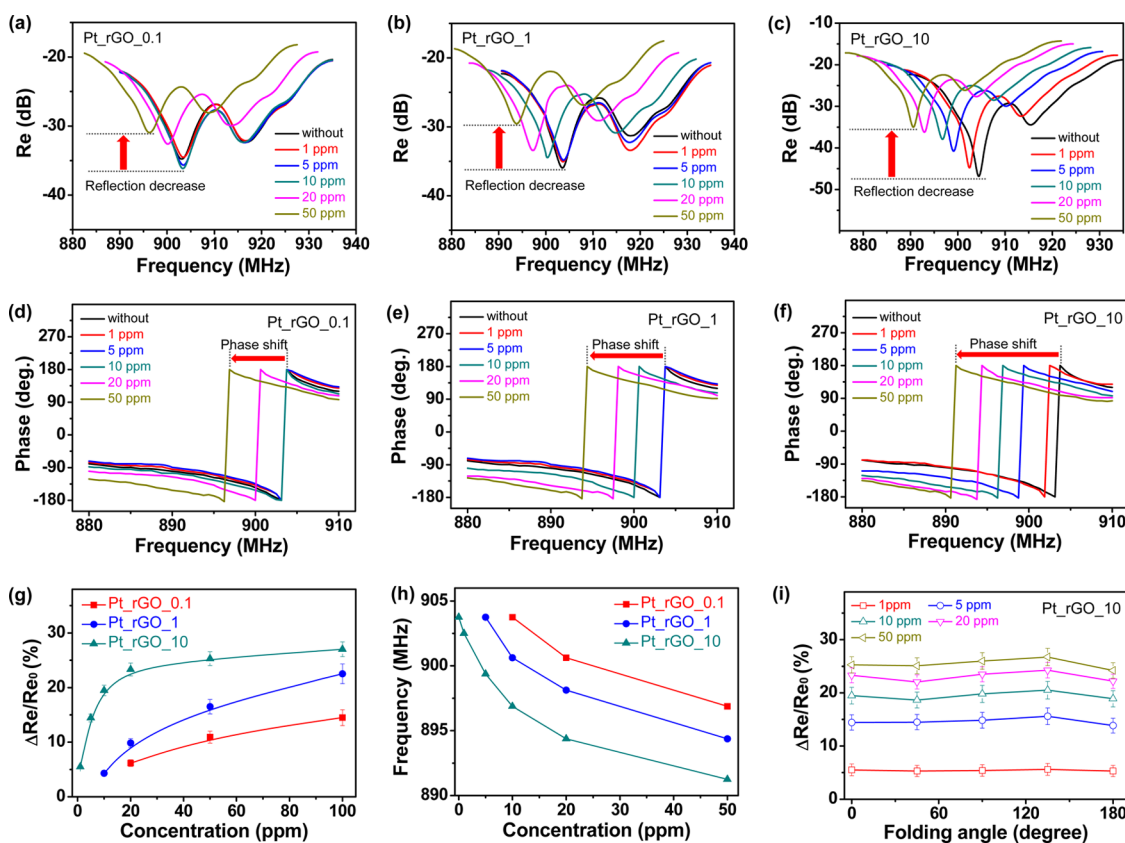 (a)
Pt_rGO_0.1
Re (dB)
-20
-30
-40
Reflection decrease
without
1 ppm
5 ppm
10 ppm
20 ppm
50 ppm
880 890 900 910 920 930 940
Frequency (MHz)
(b)
Pt_rGO_1
Re (dB)
-20
-30
-40
Reflection decrease
without
1 ppm
5 ppm
10 ppm
20 ppm
50 ppm
880 890 900 910 920 930 940
Frequency (MHz)
(c)
Pt_rGO_10
Re (dB)
-10
-20
-30
-40
-50
-60
Reflection decrease
without
1 ppm
5 ppm
10 ppm
20 ppm
50 ppm
880 890 900 910 920 930
Frequency (MHz)
(d)
Pt_rGO_0.1
without
1 ppm
5 ppm
10 ppm
20 ppm
50 ppm
Phase shift
Phase (deg.)
270
180
90
0
-90
-180
880 890 900 910
Frequency (MHz)
(e)
Pt_rGO_1
without
1 ppm
5 ppm
10 ppm
20 ppm
50 ppm
Phase shift
Phase (deg.)
270
180
90
0
-90
-180
880 890 900 910
Frequency (MHz)
(f)
Pt_rGO_10
without
1 ppm
5 ppm
10 ppm
20 ppm
50 ppm
Phase shift
Phase (deg.)
270
180
90
0
-90
-180
880 890 900 910
Frequency (MHz)
(g)
Pt_rGO_0.1
Pt_rGO_1
Pt_rGO_10
ΔRe/Re₀ (%)
30
20
10
0
0 20 40 60 80 100
Concentration (ppm)
(h)
Pt_rGO_0.1
Pt_rGO_1
Pt_rGO_10
Frequency (MHz)
905
900
895
890
0 10 20 30 40 50
Concentration (ppm)
(i)
Pt_rGO_10
1ppm
5 ppm
10 ppm
20 ppm
50 ppm
ΔRe/Re₀ (%)
30
20
10
0
0 30 60 90 120 150 180
Folding angle (degree)